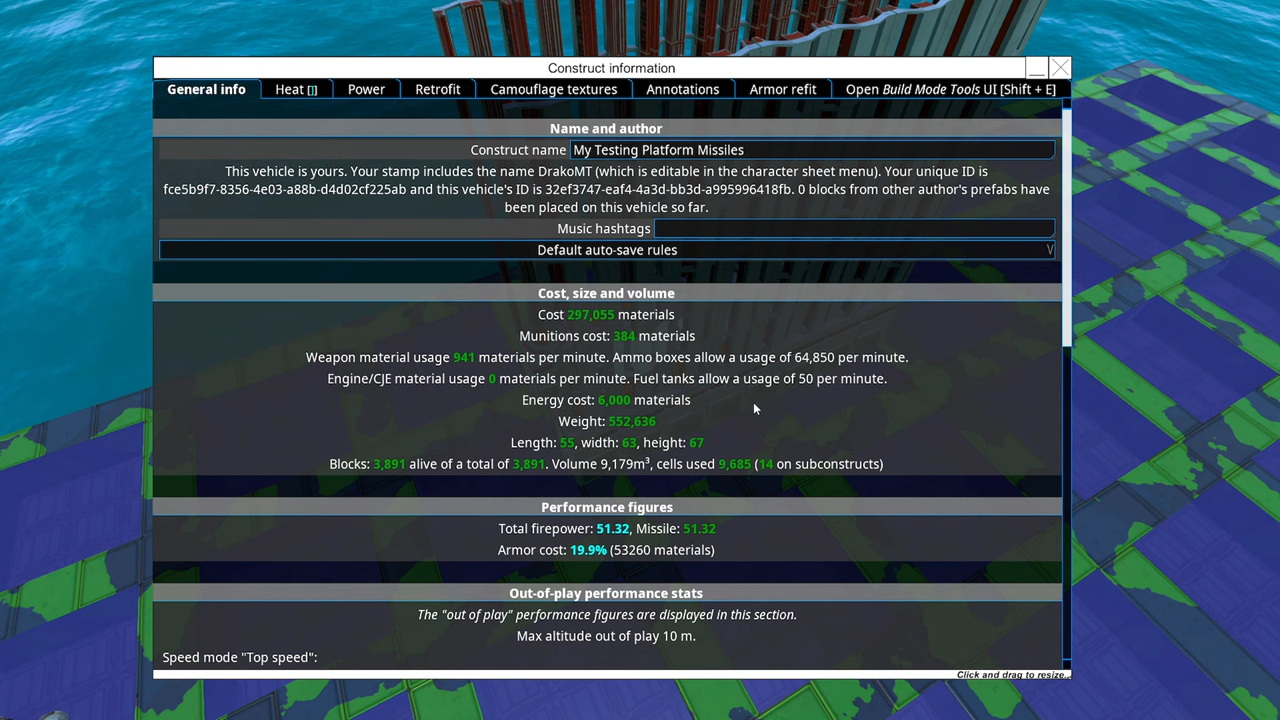 Construct information
General info Heat [|] Power Retrofit Camouflage textures Annotations Armor refit Open Build Mode Tools UI [Shift + E]
Name and author
Construct name My Testing Platform Missiles
This vehicle is yours. Your stamp includes the name DrakoMT (which is editable in the character sheet menu). Your unique ID is
fce5b9f7-8356-4e03-a88b-d4d02cf225ab and this vehicle's ID is 32ef3747-eaf4-4a3d-bb3d-a995996418fb. 0 blocks from other author's prefabs have
been placed on this vehicle so far.
Music hashtags
Default auto-save rules
Cost, size and volume
Cost 297,055 materials
Munitions cost: 384 materials
Weapon material usage 941 materials per minute. Ammo boxes allow a usage of 64,850 per minute.
Engine/CJE material usage 0 materials per minute. Fuel tanks allow a usage of 50 per minute.
Energy cost: 6,000 materials
Weight: 552,636
Length: 55, width: 63, height: 67
Blocks: 3,891 alive of a total of 3,891. Volume 9,179m³, cells used 9,685 (14 on subconstructs)
Performance figures
Total firepower: 51.32, Missile: 51.32
Armor cost: 19.9% (53260 materials)
Out-of-play performance stats
The "out of play" performance figures are displayed in this section.
Max altitude out of play 10 m.
Speed mode "Top speed":
Click and drag to resize..